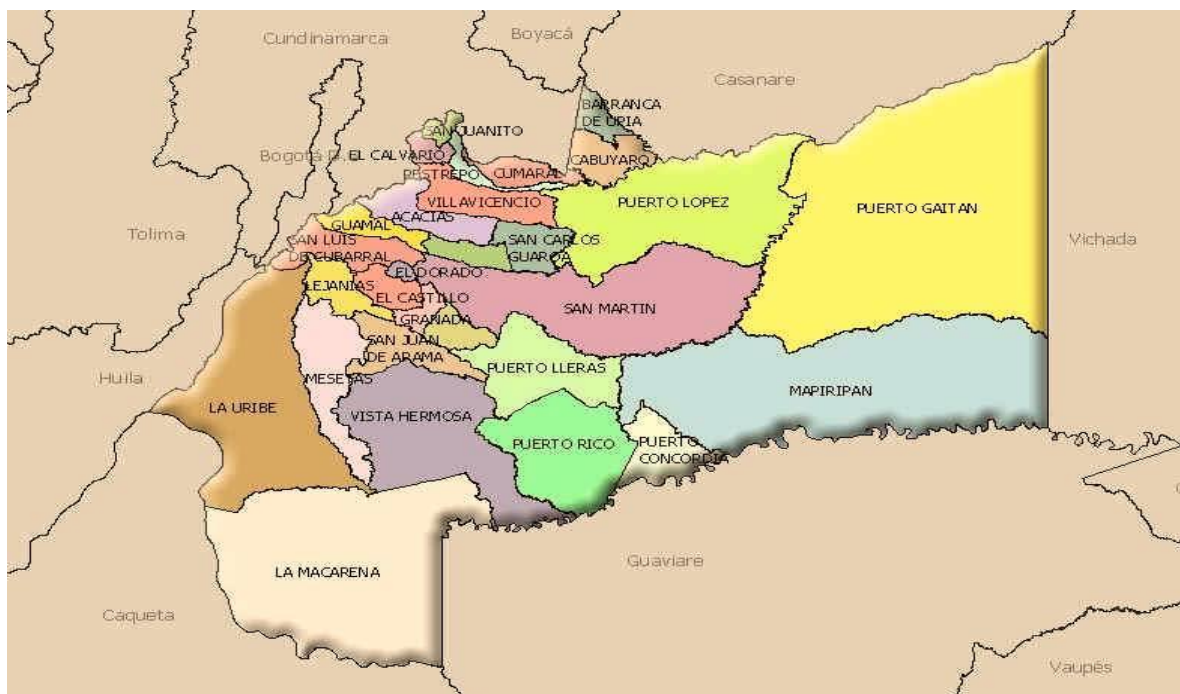 Boyacá
Cundinamarca
Casanare
BARRANCA
DE UPIA
SAN JUANITO
Bogotá D.
EL CALVARIO
CABUYARO
RESTREPO
CUMARAL
VILLAVICENCIO
PUERTO LOPEZ
PUERTO GAITAN
ACACIAS
GUAMAL
Tolima
SAN LUIS
DE CUBARRAL
SAN CARLOS
GUAROA
Vichada
EL DORADO
LEJANIAS
EL CASTILLO
SAN MARTIN
GRANADA
SAN JUAN
DE ARAMA
PUERTO LLERAS
Huila
MESETAS
MAPIRIPAN
LA URIBE
VISTA HERMOSA
PUERTO RICO
PUERTO
CONCORDIA
Guaviare
LA MACARENA
Caqueta
Vaupés